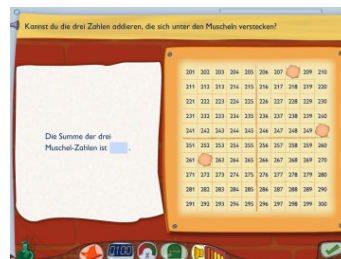 Kannst du die drei Zahlen addieren, die sich unter den Muscheln verstecken?
Die Summe der drei
Muschel-Zahlen ist .
201 202 203 204 205 206 207 209 210
211 212 213 214 215 216 217 218 219 220
221 222 223 224 225 226 227 228 229 230
231 232 233 234 235 236 237 238 239 240
241 242 243 244 245 246 247 248 249
251 252 253 254 255 256 257 258 259 260
261 263 264 265 266 267 268 269 270
271 272 273 274 275 276 277 278 279 280
281 282 283 284 285 286 287 288 289 290
291 292 293 294 295 296 297 298 299 300